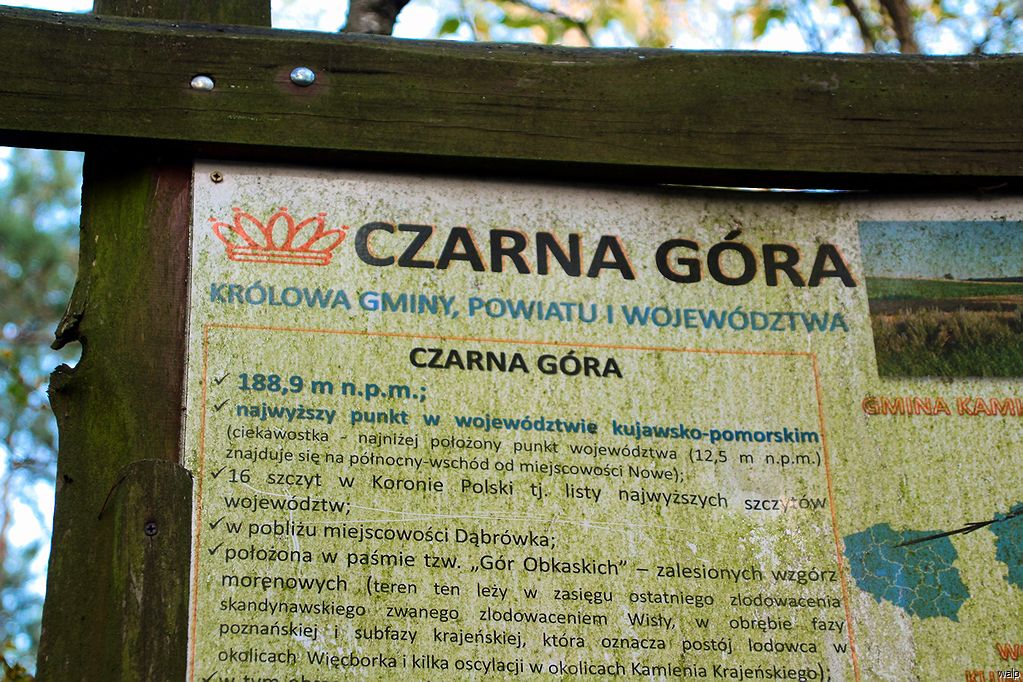 CZARNA GÓRA
KRÓLOWA GMINY, POWIATU I WOJEWÓDZTWA
CZARNA GÓRA
✓ 188,9 m n.p.m.;
✓ najwyższy punkt w województwie kujawsko-pomorskim
(ciekawostka - najniżej położony punkt województwa (12,5 m n.p.m.)
znajduje się na północny-wschód od miejscowości Nowe);
✓ 16 szczyt w Koronie Polski tj. listy najwyższych szczytów
województw;
✓ w pobliżu miejscowości Dąbrówka;
✓ położona w paśmie tzw. „Gór Obkaskich” – zalesionych wzgórz
morenowych (teren ten leży w zasięgu ostatniego zlodowacenia
skandynawskiego zwanego zlodowaceniem Wisły, w obrębie fazy
poznańskiej i subfazy krajeńskiej, która oznacza postój lodowca w
okolicach Więcborka i kilka oscylacji w okolicach Kamienia Krajeńskiego);
✓ w tym
GMINA KAMI
walp